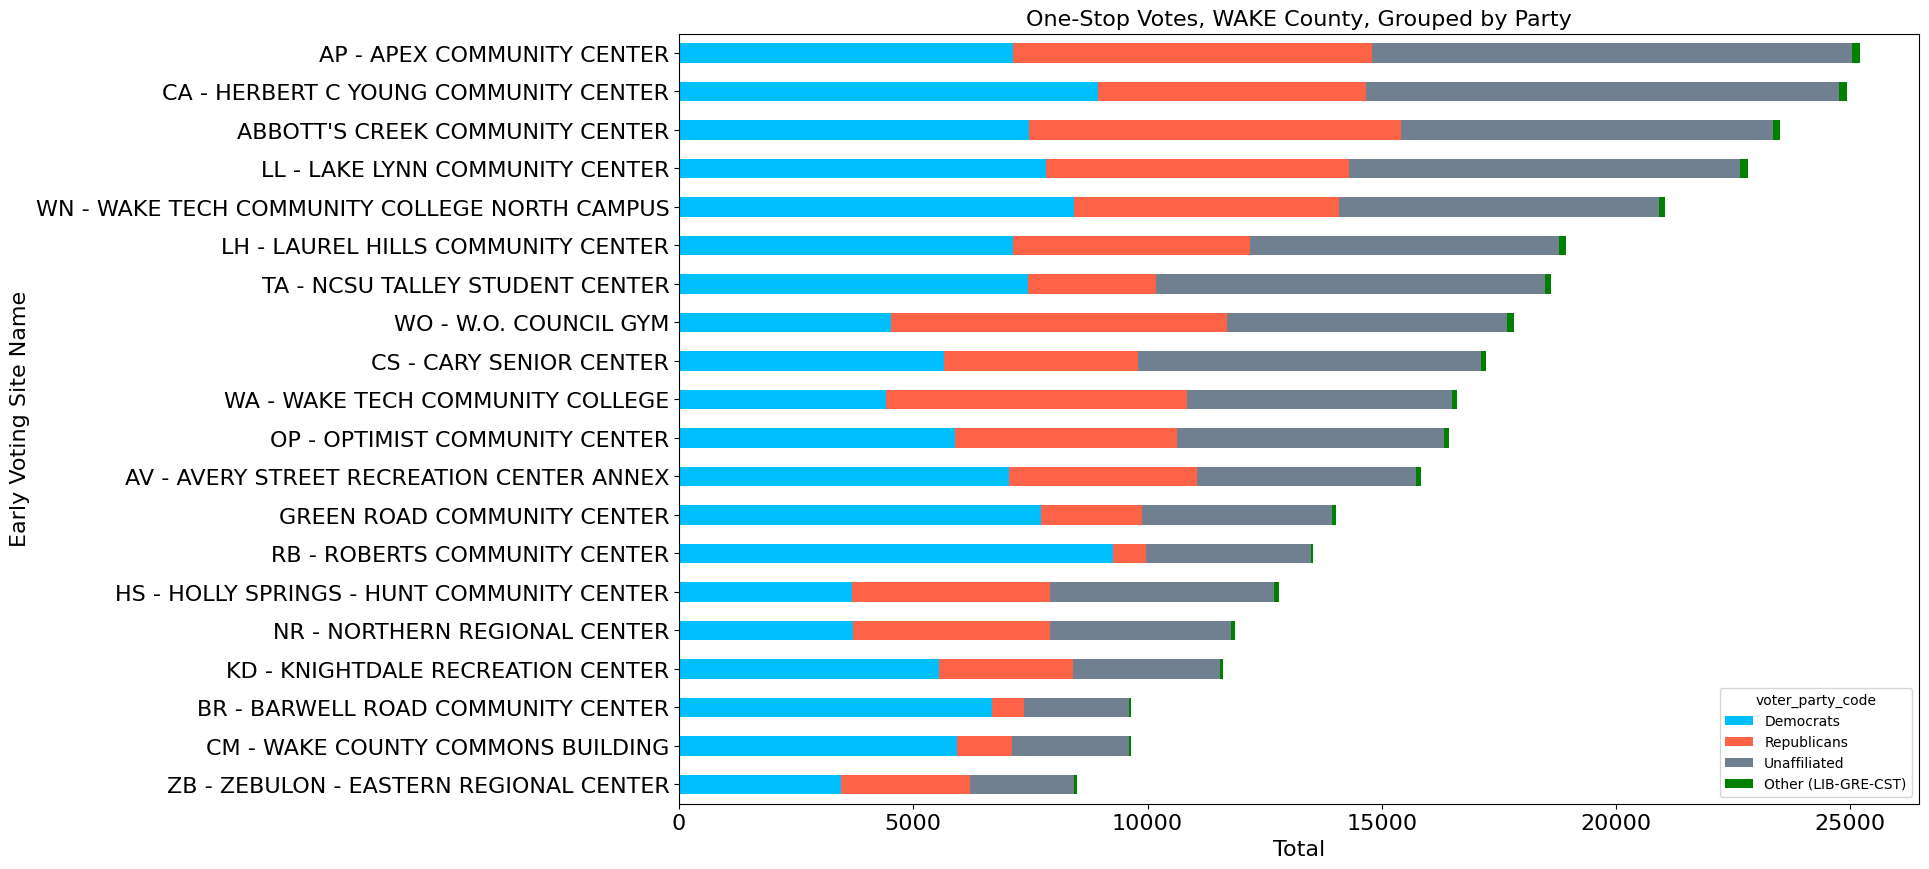 One-Stop Votes, WAKE County, Grouped by Party
Early Voting Site Name
AP - APEX COMMUNITY CENTER
CA - HERBERT C YOUNG COMMUNITY CENTER
ABBOTT'S CREEK COMMUNITY CENTER
LL - LAKE LYNN COMMUNITY CENTER
WN - WAKE TECH COMMUNITY COLLEGE NORTH CAMPUS
LH - LAUREL HILLS COMMUNITY CENTER
TA - NCSU TALLEY STUDENT CENTER
WO - W.O. COUNCIL GYM
CS - CARY SENIOR CENTER
WA - WAKE TECH COMMUNITY COLLEGE
OP - OPTIMIST COMMUNITY CENTER
AV - AVERY STREET RECREATION CENTER ANNEX
GREEN ROAD COMMUNITY CENTER
RB - ROBERTS COMMUNITY CENTER
HS - HOLLY SPRINGS - HUNT COMMUNITY CENTER
NR - NORTHERN REGIONAL CENTER
KD - KNIGHTDALE RECREATION CENTER
BR - BARWELL ROAD COMMUNITY CENTER
CM - WAKE COUNTY COMMONS BUILDING
ZB - ZEBULON - EASTERN REGIONAL CENTER
voter_party_code
Democrats
Republicans
Unaffiliated
Other (LIB-GRE-CST)
0 5000 10000 15000 20000 25000
Total